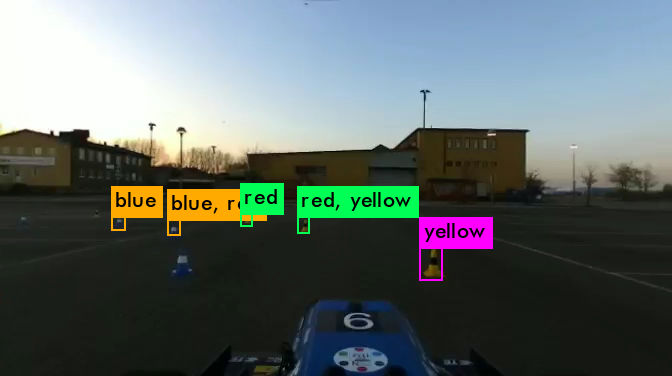 blue
blue, r
red
red, yellow
yellow
6